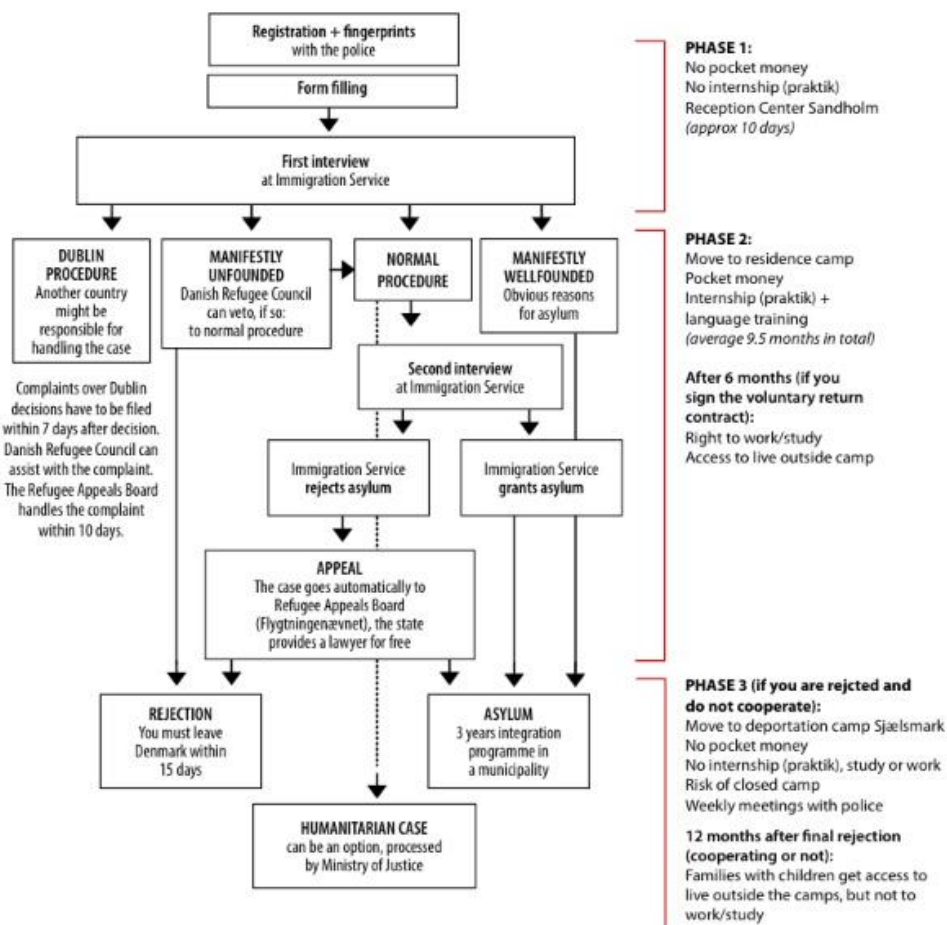 Registration + fingerprints
with the police
Form filling
First interview
at Immigration Service
DUBLIN
PROCEDURE
Another country
might be
responsible for
handling the case
MANIFESTLY
UNFOUNDED
Danish Refugee Council
can veto, if so:
to normal procedure
NORMAL
PROCEDURE
MANIFESTLY
WELLFOUNDED
Obvious reasons
for asylum
Complaints over Dublin
decisions have to be filed
within 7 days after decision.
Danish Refugee Council can
assist with the complaint.
The Refugee Appeals Board
handles the complaint
within 10 days.
Second interview
at Immigration Service
Immigration Service
rejects asylum
Immigration Service
grants asylum
APPEAL
The case goes automatically to
Refugee Appeals Board
(Flygtningenævnet), the state
provides a lawyer for free
REJECTION
You must leave
Denmark within
15 days
ASYLUM
3 years integration
programme in
a municipality
HUMANITARIAN CASE
can be an option, processed
by Ministry of Justice
PHASE 1:
No pocket money
No internship (praktik)
Reception Center Sandholm
(approx 10 days)
PHASE 2:
Move to residence camp
Pocket money
Internship (praktik) +
language training
(average 9.5 months in total)
After 6 months (if you
sign the voluntary return
contract):
Right to work/study
Access to live outside camp
PHASE 3 (if you are rejcted and
do not cooperate):
Move to deportation camp Sjælsmark
No pocket money
No internship (praktik), study or work
Risk of closed camp
Weekly meetings with police
12 months after final rejection
(cooperating or not):
Families with children get access to
live outside the camps, but not to
work/study